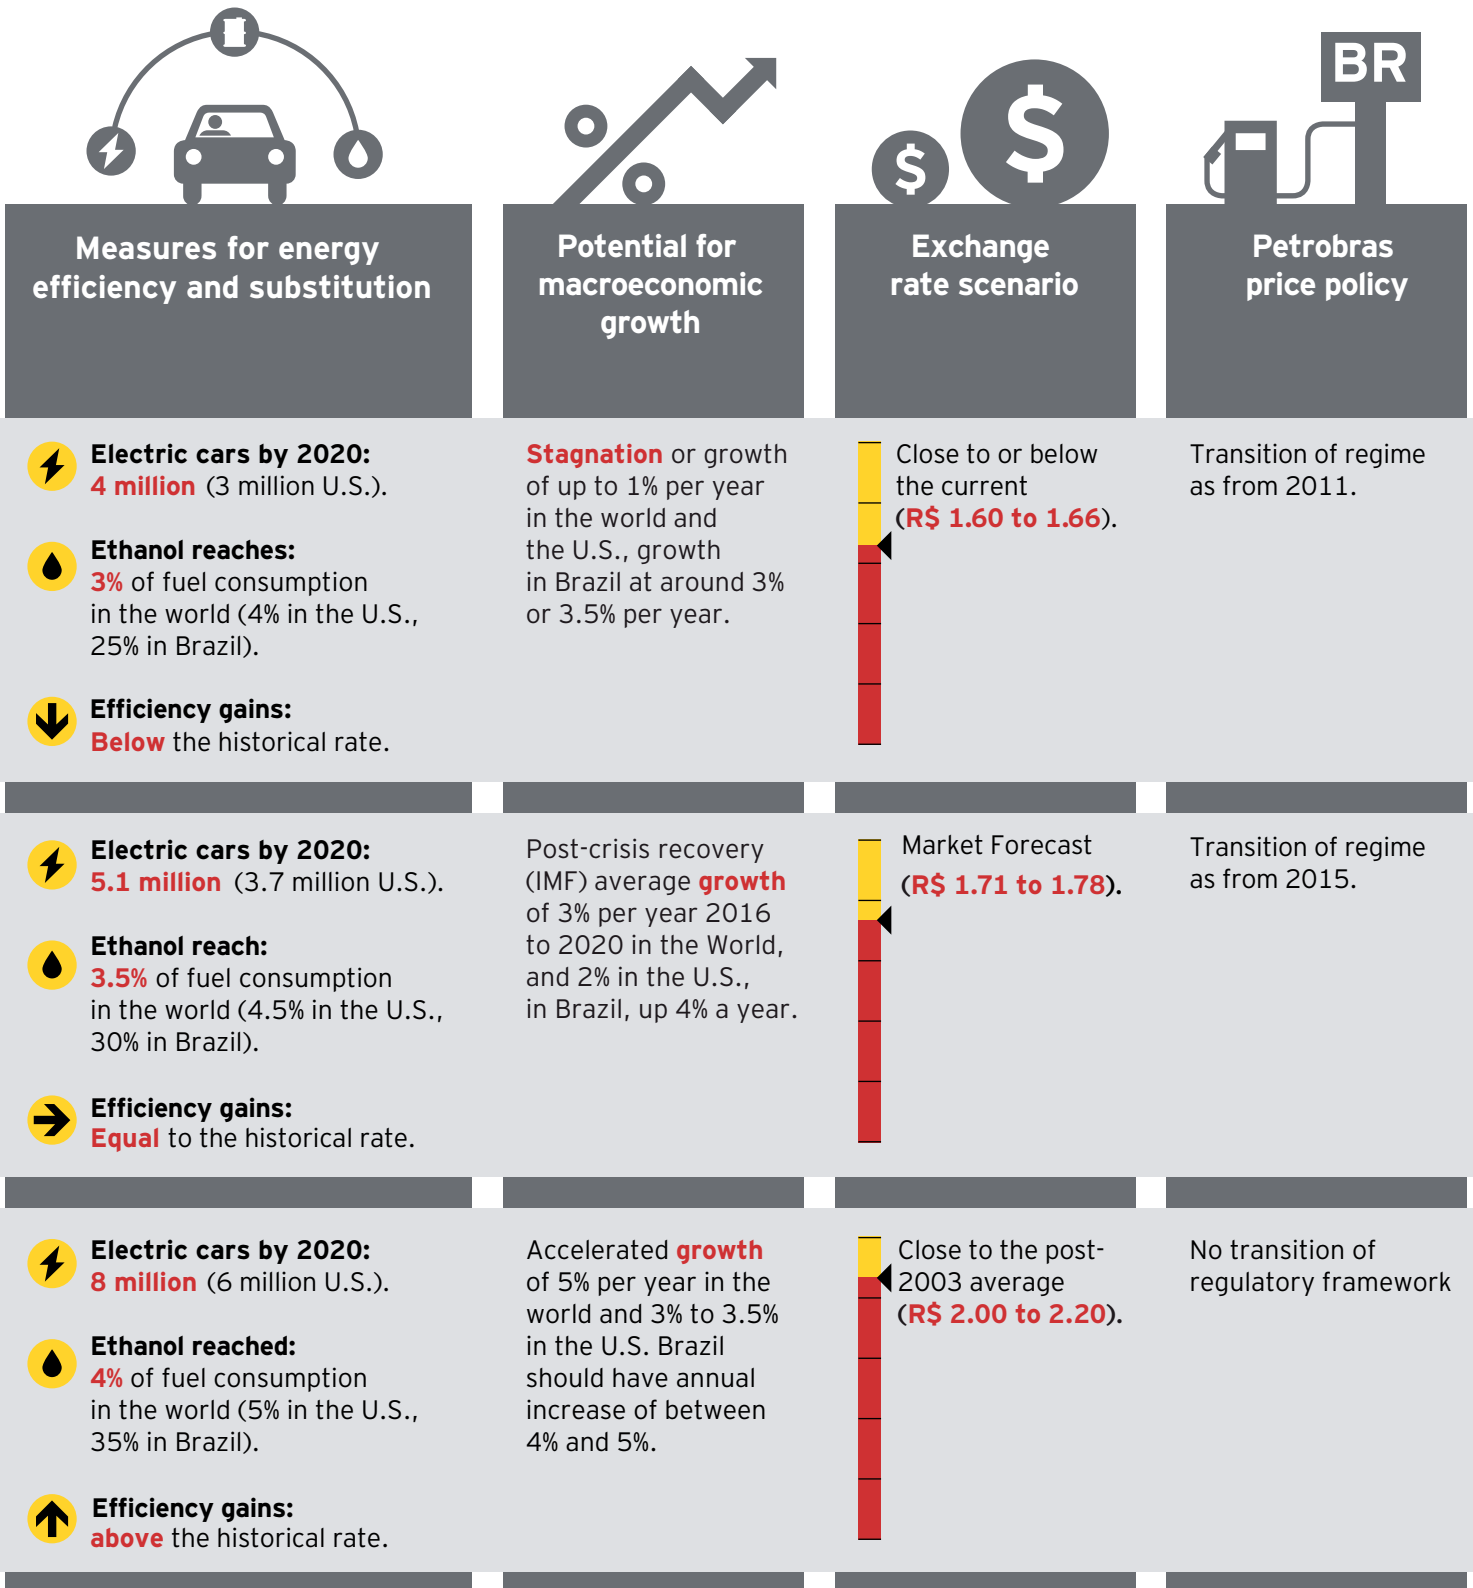 BR
$
$
Measures for energy
efficiency and substitution
Potential for
macroeconomic
growth
Exchange
rate scenario
Petrobras
price policy
Electric cars by 2020:
4 million (3 million U.S.).
Ethanol reaches:
3% of fuel consumption
in the world (4% in the U.S.,
25% in Brazil).
Efficiency gains:
Below the historical rate.
Stagnation or growth
of up to 1% per year
in the world and
the U.S., growth
in Brazil at around 3%
or 3.5% per year.
Close to or below
the current
(R$ 1.60 to 1.66).
Transition of regime
as from 2011.
Electric cars by 2020:
5.1 million (3.7 million U.S.).
Ethanol reach:
3.5% of fuel consumption
in the world (4.5% in the U.S.,
30% in Brazil).
Efficiency gains:
Equal to the historical rate.
Post-crisis recovery
(IMF) average growth
of 3% per year 2016
to 2020 in the World,
and 2% in the U.S.,
in Brazil, up 4% a year.
Market Forecast
(R$ 1.71 to 1.78).
Transition of regime
as from 2015.
Electric cars by 2020:
8 million (6 million U.S.).
Ethanol reached:
4% of fuel consumption
in the world (5% in the U.S.,
35% in Brazil).
Efficiency gains:
above the historical rate.
Accelerated growth
of 5% per year in the
world and 3% to 3.5%
in the U.S. Brazil
should have annual
increase of between
4% and 5%.
Close to the post-
2003 average
(R$ 2.00 to 2.20).
No transition of
regulatory framework